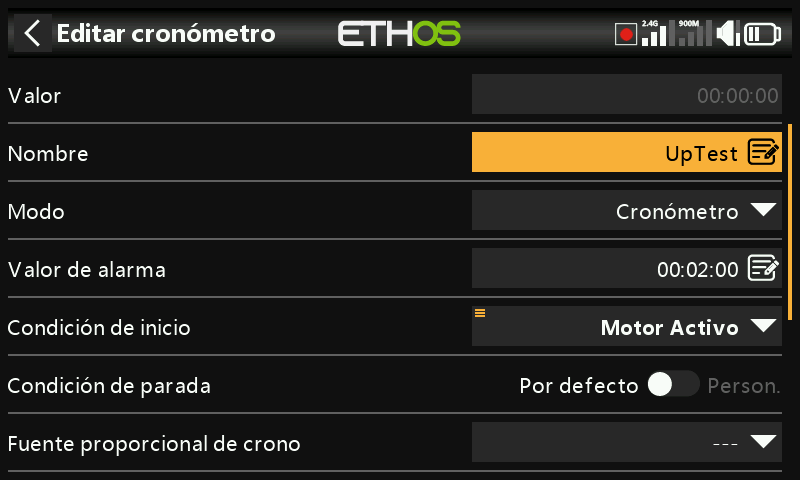 Editar cronómetro
ETHOS
2.4G
900M
Valor
00:00:00
Nombre
UpTest
Modo
Cronómetro
Valor de alarma
00:02:00
Condición de inicio
Motor Activo
Condición de parada
Por defecto
Person.
Fuente proporcional de crono
---